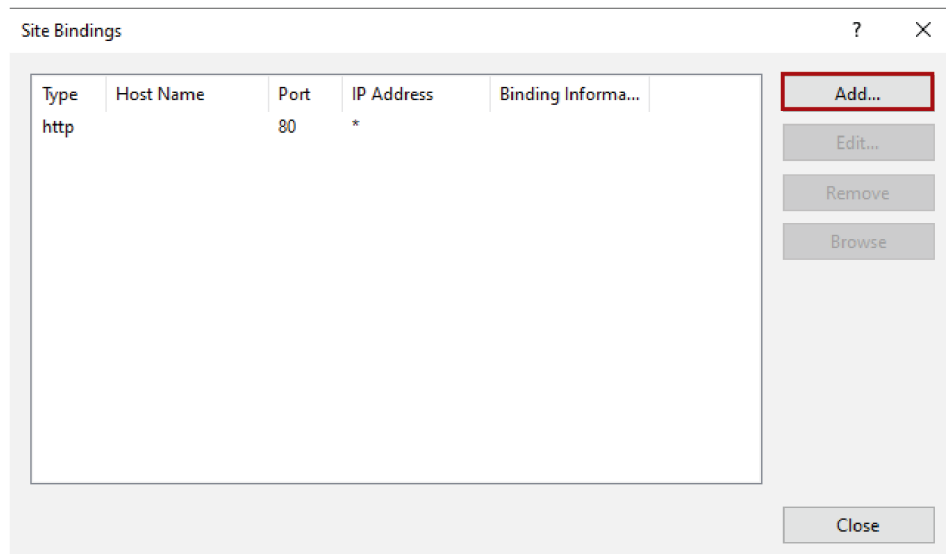 Site Bindings ?
Type Host Name Port IP Address Binding Informa... Add...
http 80 *
Edit...
Remove
Browse
Close